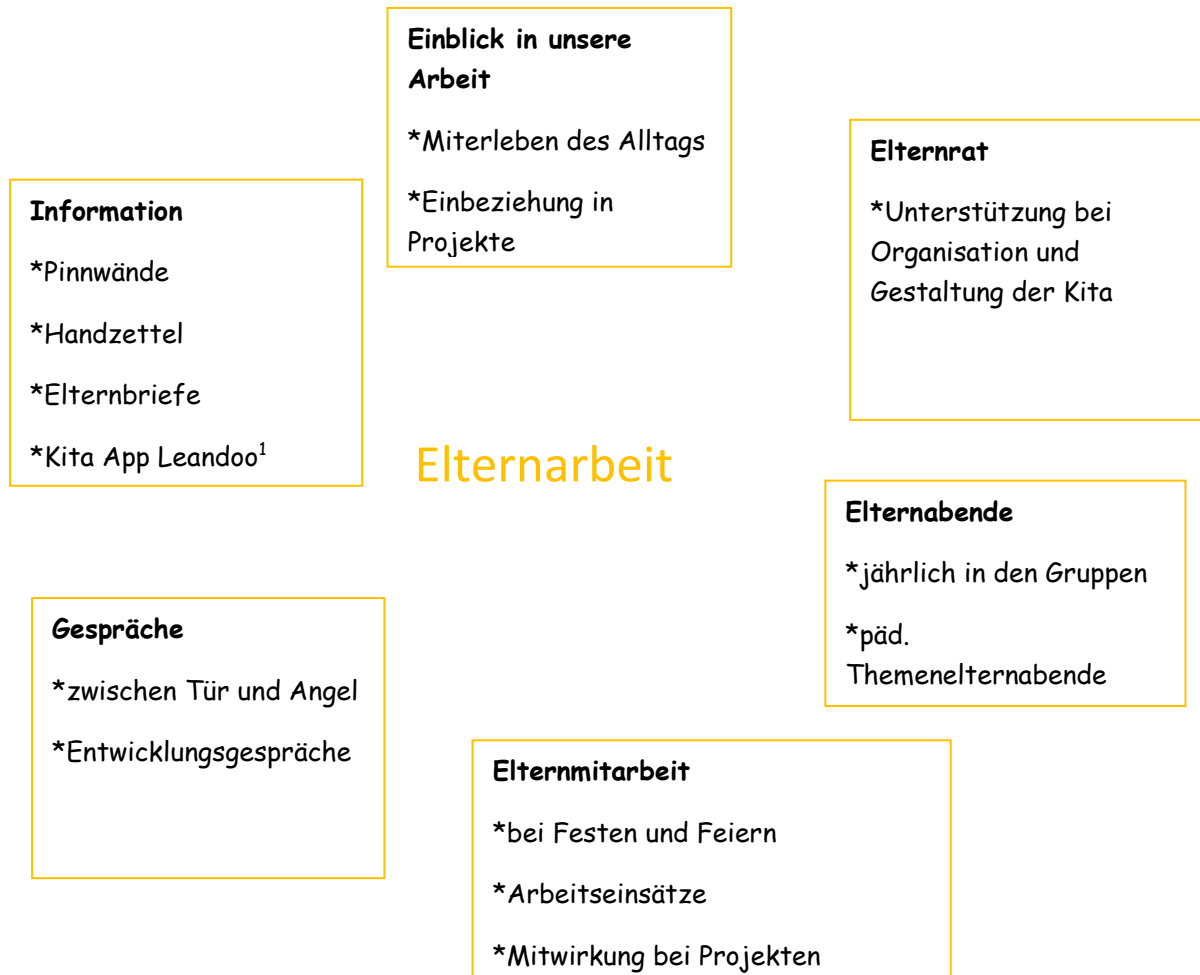 Einblick in unsere
Arbeit
*Miterleben des Alltags
*Einbeziehung in
Projekte
Elternrat
*Unterstützung bei
Organisation und
Gestaltung der Kita
Information
*Pinnwände
*Handzettel
*Elternbriefe
*Kita App Leandoo¹
Elternarbeit
Elternabende
*jährlich in den Gruppen
*päd.
Themenelternabende
Gespräche
*zwischen Tür und Angel
*Entwicklungsgespräche
Elternmitarbeit
*bei Festen und Feiern
*Arbeitseinsätze
*Mitwirkung bei Projekten